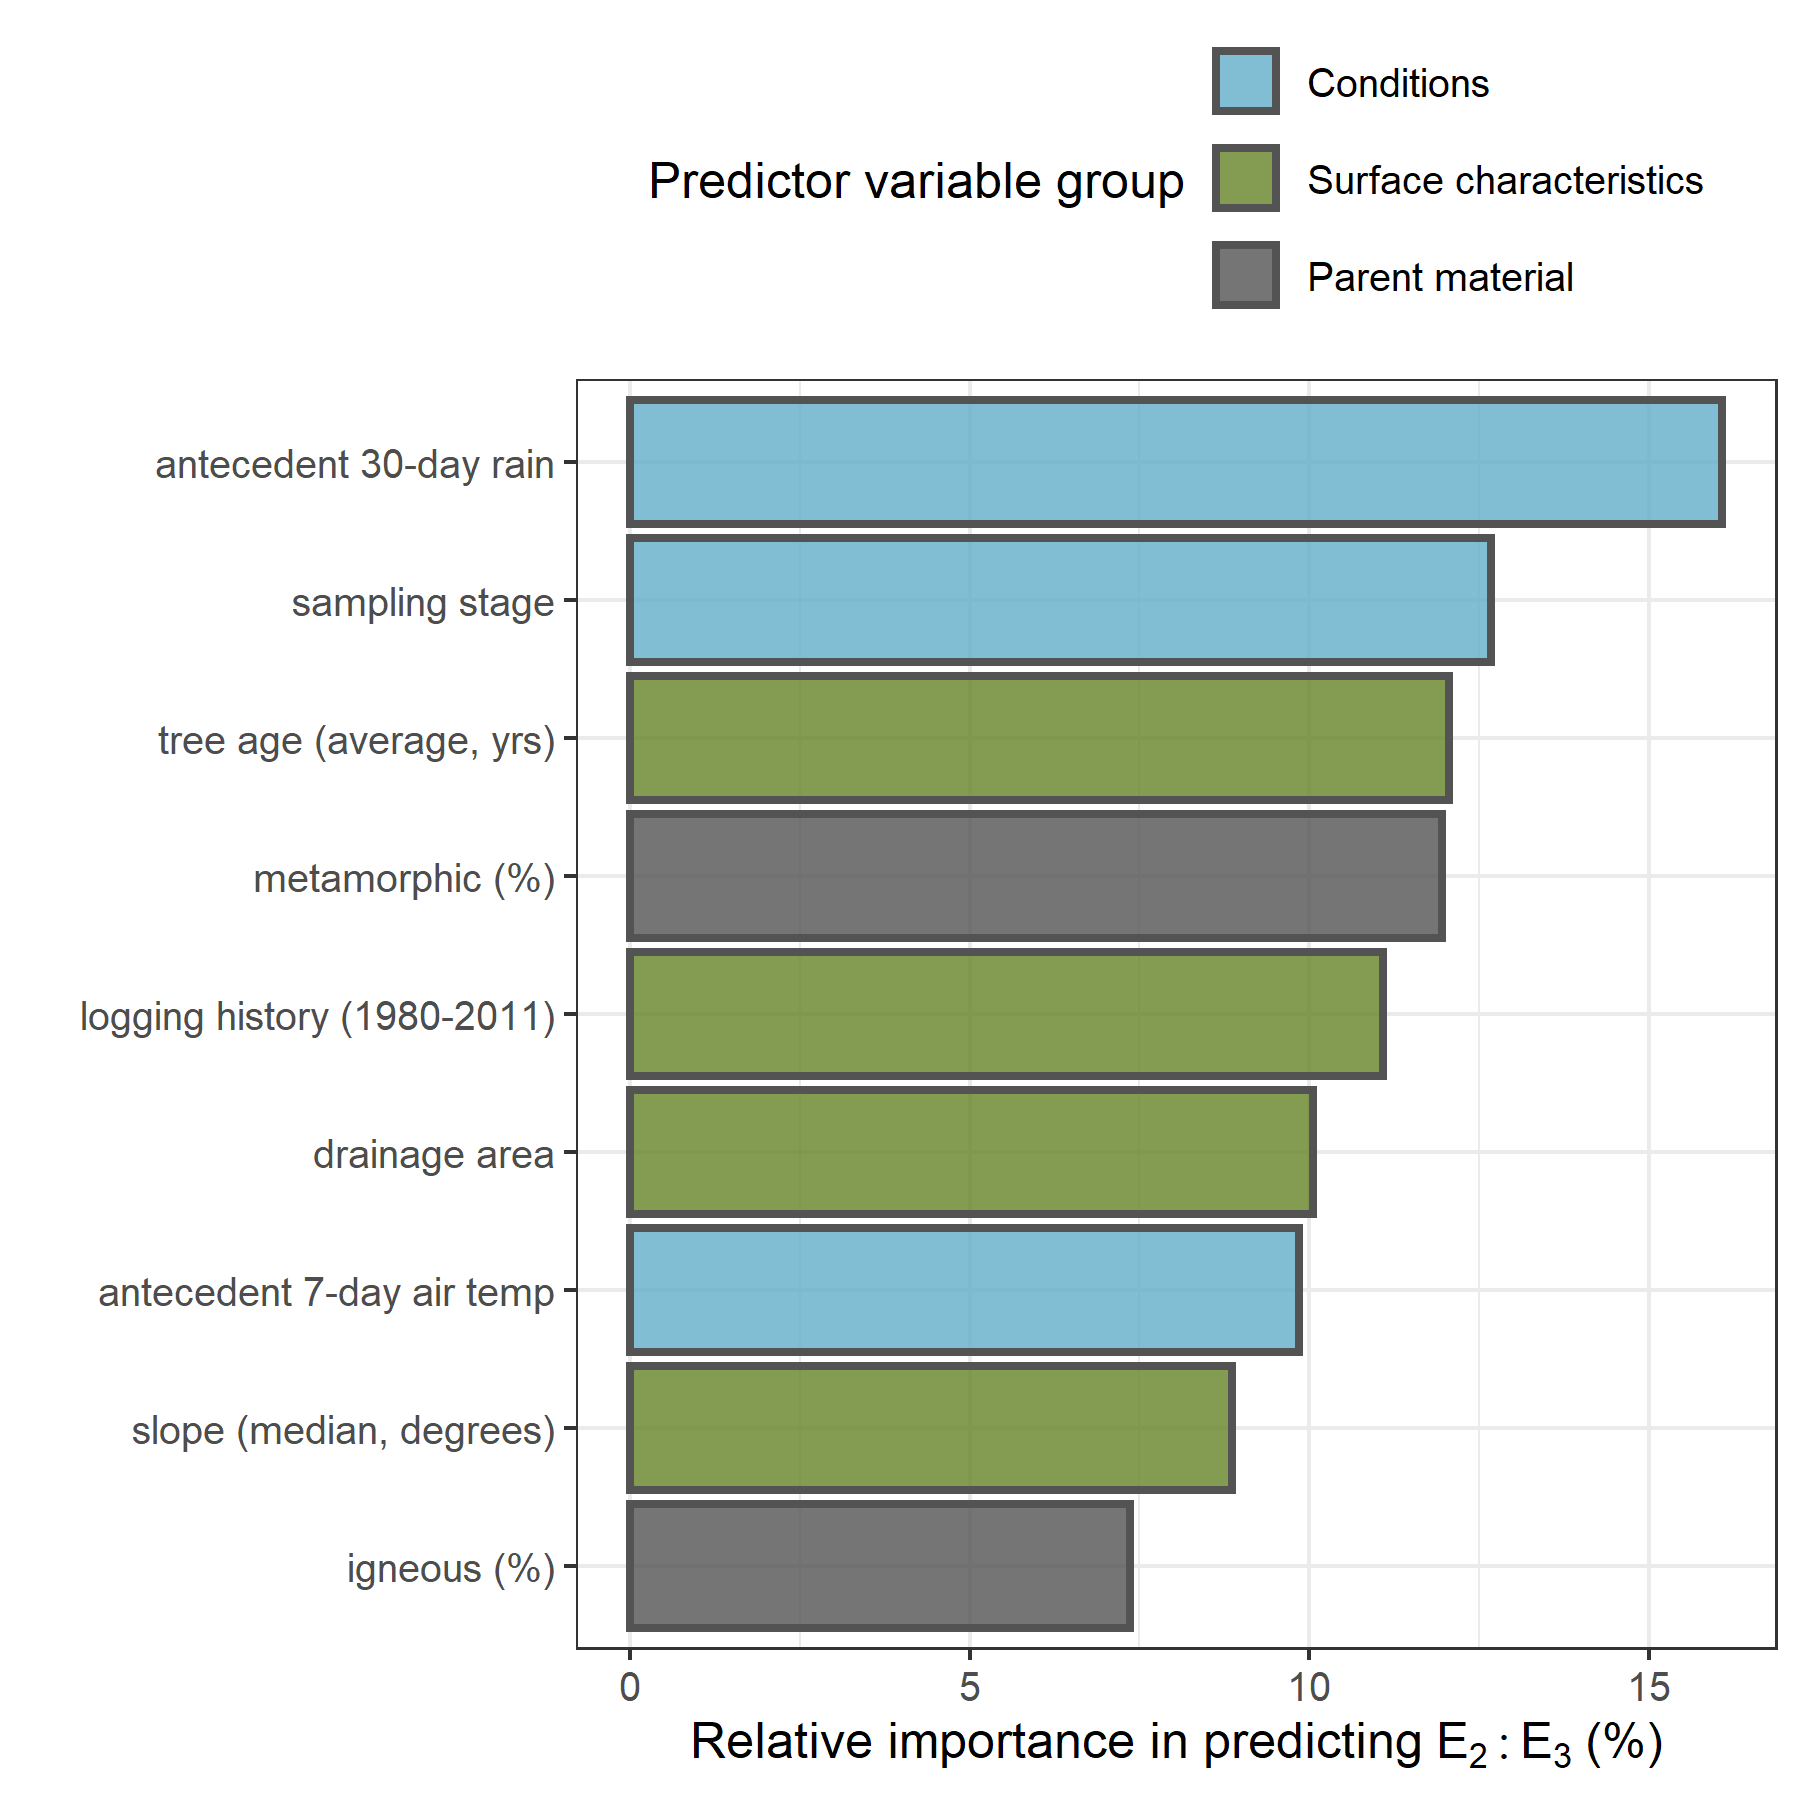 Conditions
Predictor variable group
Surface characteristics
Parent material
antecedent 30-day rain
sampling stage
tree age (average, yrs)
metamorphic (%)
logging history (1980-2011)
drainage area
antecedent 7-day air temp
slope (median, degrees)
igneous (%)
0 5 10 15
Relative importance in predicting E₂ : E₃ (%)